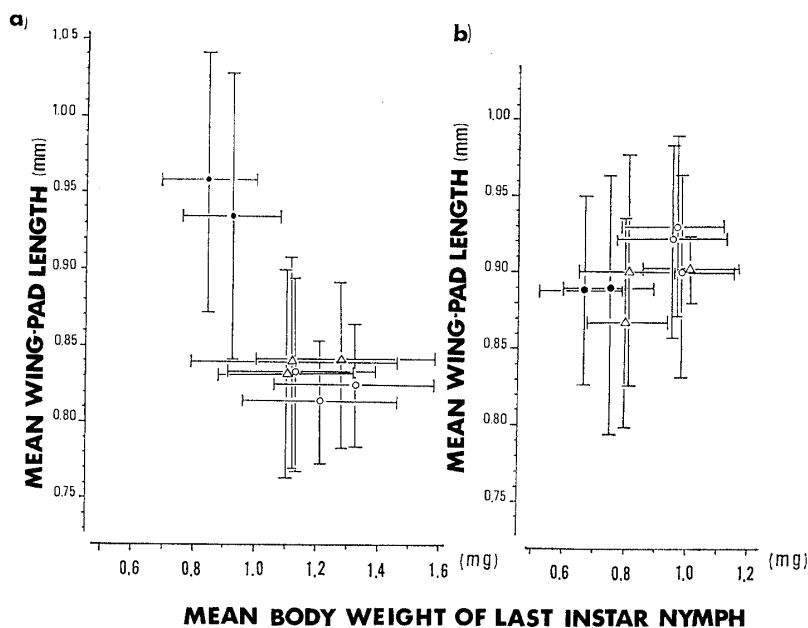 a)
1.05
1.00
0.95
0.90
0.85
0.80
0.75
MEAN WING-PAD LENGTH (mm)
0.6 0.8 1.0 1.2 1.4 1.6 (mg)
b)
1.00
0.95
0.90
0.85
0.80
0.75
MEAN WING-PAD LENGTH (mm)
0.6 0.8 1.0 1.2 (mg)
MEAN BODY WEIGHT OF LAST INSTAR NYMPH